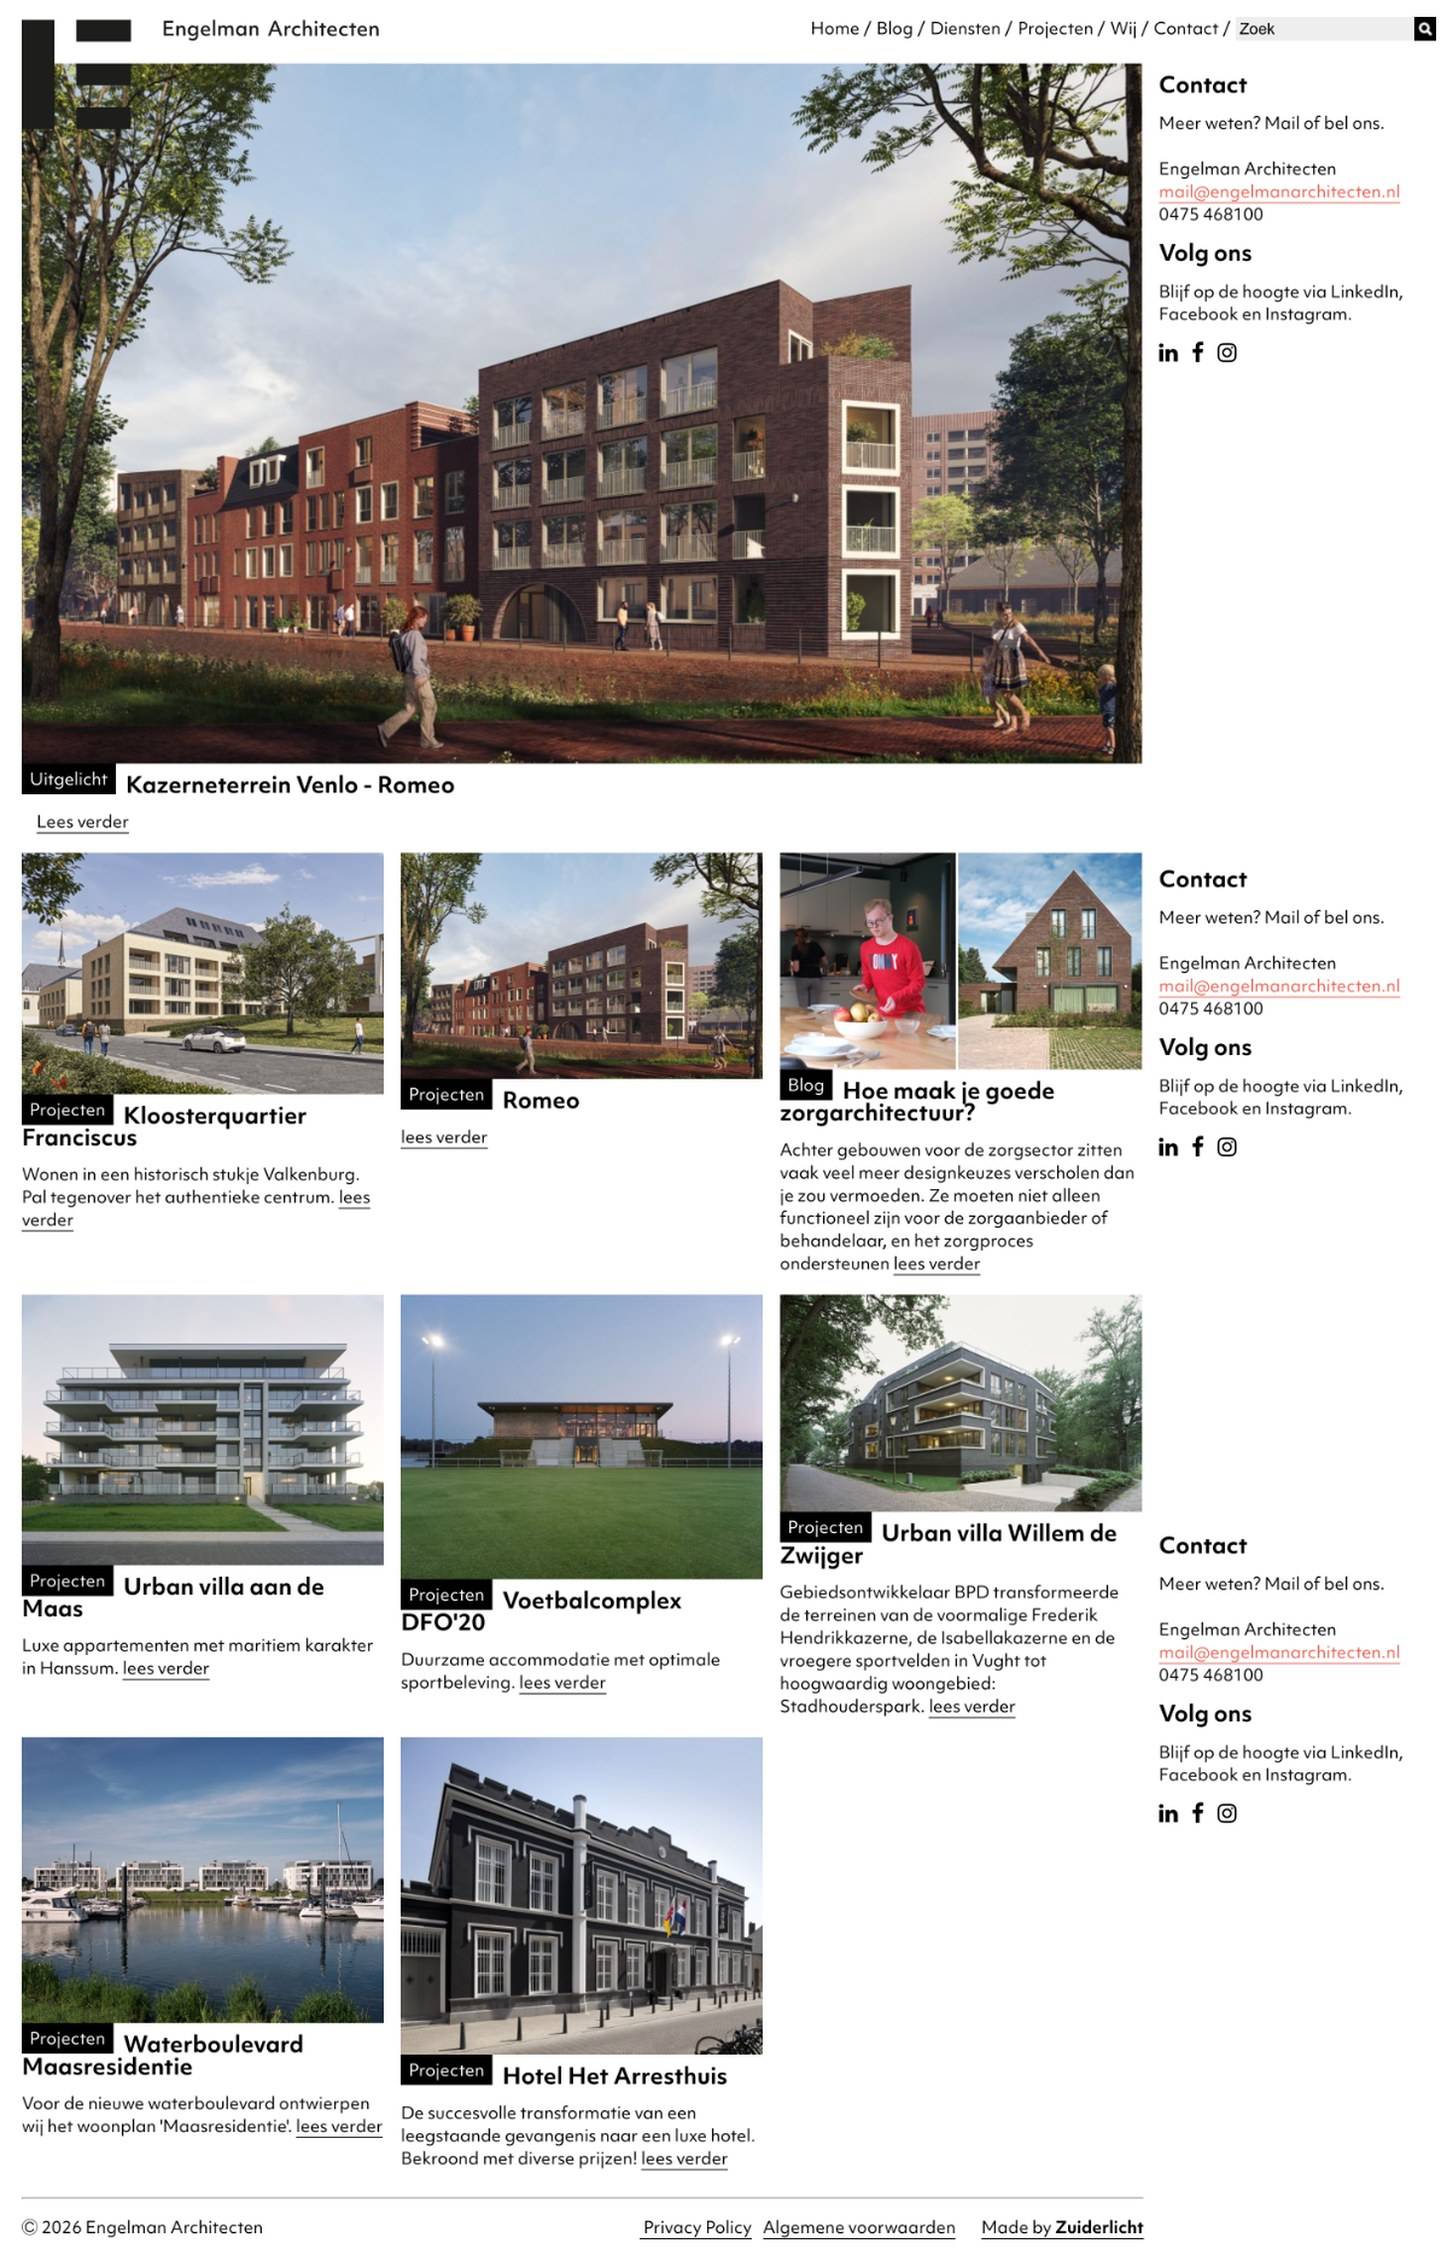 Engelman Architecten
Home / Blog / Diensten / Projecten / Wij / Contact / Zoek
Contact
Meer weten? Mail of bel ons.
Engelman Architecten
mail@engelmanarchitecten.nl
0475 468100
Volg ons
Blijf op de hoogte via LinkedIn,
Facebook en Instagram.
Uitgelicht Kazerneterrein Venlo - Romeo
Lees verder
Projecten Kloosterquartier
Franciscus
Wonen in een historisch stukje Valkenburg.
Pal tegenover het authentieke centrum. lees
verder
Projecten Romeo
lees verder
Blog Hoe maak je goede
zorgarchitectuur?
Achter gebouwen voor de zorgsector zitten
vaak veel meer designkeuzes verscholen dan
je zou vermoeden. Ze moeten niet alleen
functioneel zijn voor de zorgaanbieder of
behandelaar, en het zorgproces
ondersteunen lees verder
Contact
Meer weten? Mail of bel ons.
Engelman Architecten
mail@engelmanarchitecten.nl
0475 468100
Volg ons
Blijf op de hoogte via LinkedIn,
Facebook en Instagram.
Projecten Urban villa aan de
Maas
Luxe appartementen met maritiem karakter
in Hanssum. lees verder
Projecten Voetbalcomplex
DFO'20
Duurzame accommodatie met optimale
sportbeleving. lees verder
Projecten Urban villa Willem de
Zwijger
Gebiedsontwikkelaar BPD transformeerde
de terreinen van de voormalige Frederik
Hendrikkazerne, de Isabellakazerne en de
vroegere sportvelden in Vught tot
hoogwaardig woongebied:
Stadhouderspark. lees verder
Contact
Meer weten? Mail of bel ons.
Engelman Architecten
mail@engelmanarchitecten.nl
0475 468100
Volg ons
Blijf op de hoogte via LinkedIn,
Facebook en Instagram.
Projecten Waterboulevard
Maasresidentie
Voor de nieuwe waterboulevard ontwierpen
wij het woonplan 'Maasresidentie'. lees verder
Projecten Hotel Het Arresthuis
De succesvolle transformatie van een
leegstaande gevangenis naar een luxe hotel.
Bekroond met diverse prijzen! lees verder
© 2026 Engelman Architecten
Privacy Policy Algemene voorwaarden Made by Zuiderlicht